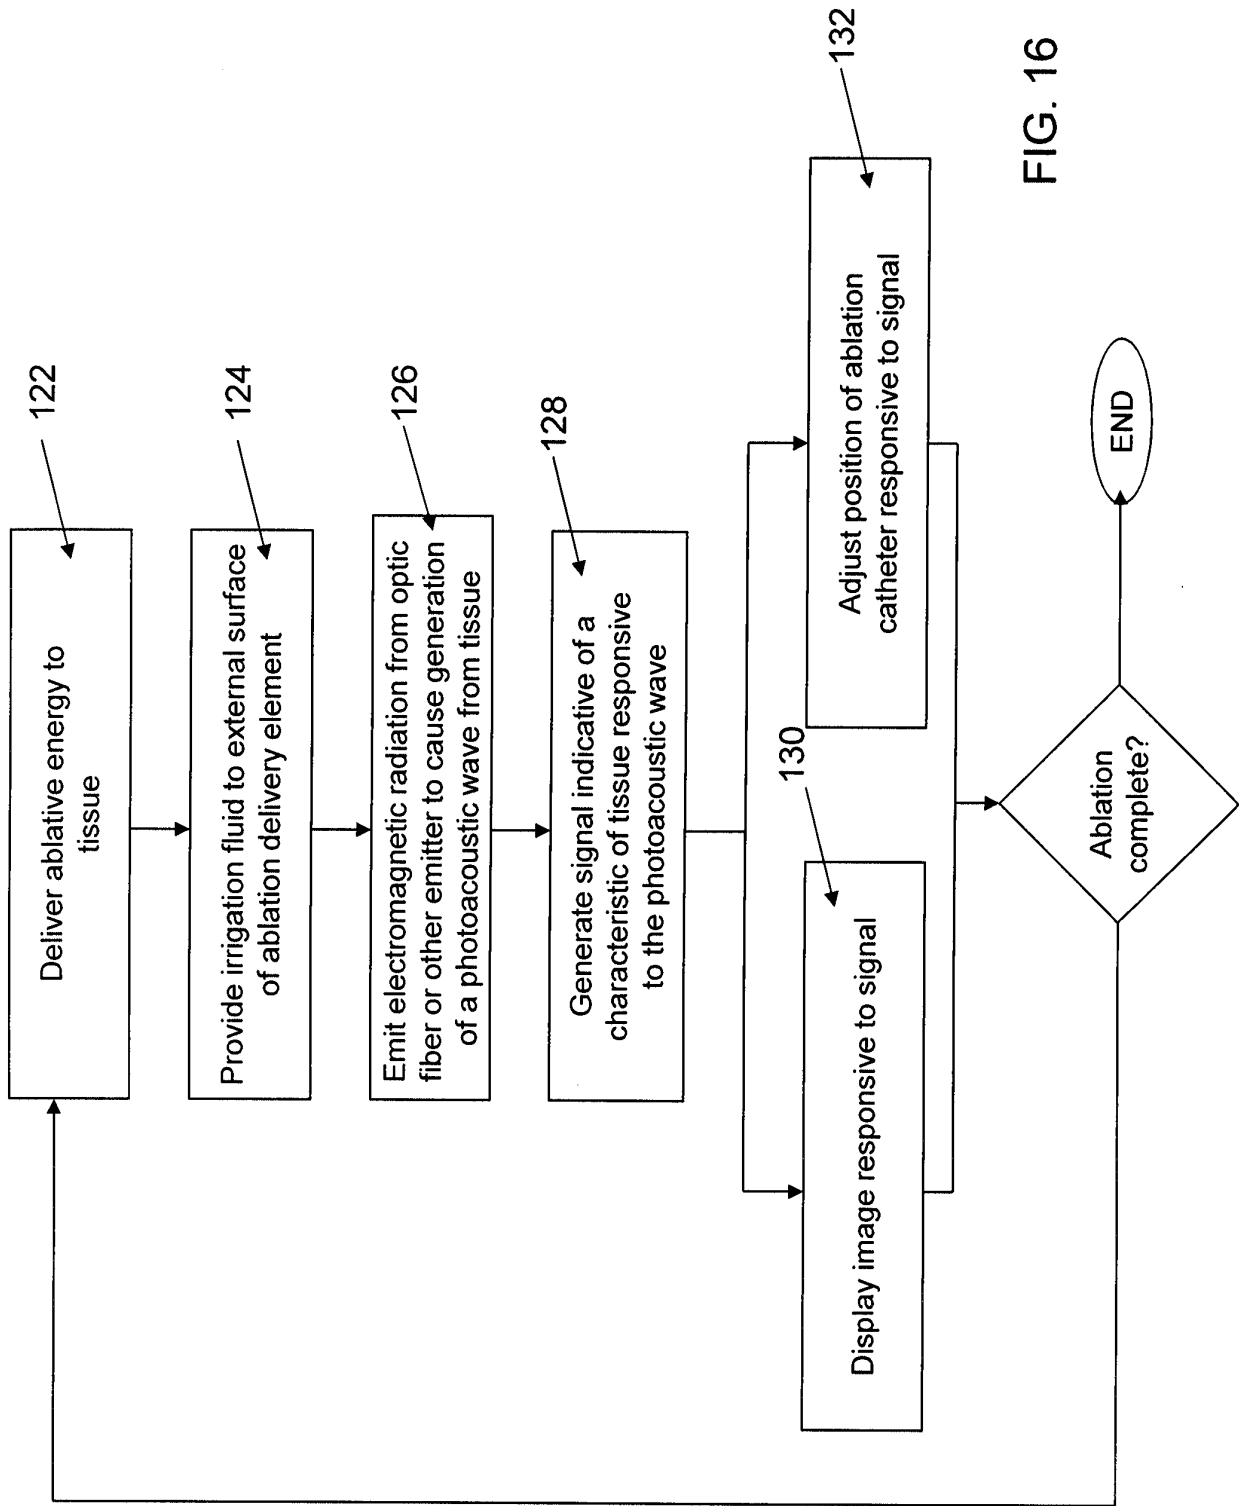 122
Deliver ablative energy to
tissue
124
Provide irrigation fluid to external surface
of ablation delivery element
126
Emit electromagnetic radiation from optic
fiber or other emitter to cause generation
of a photoacoustic wave from tissue
128
Generate signal indicative of a
characteristic of tissue responsive
to the photoacoustic wave
130
Display image responsive to signal
132
Adjust position of ablation
catheter responsive to signal
Ablation
complete?
END
FIG. 16